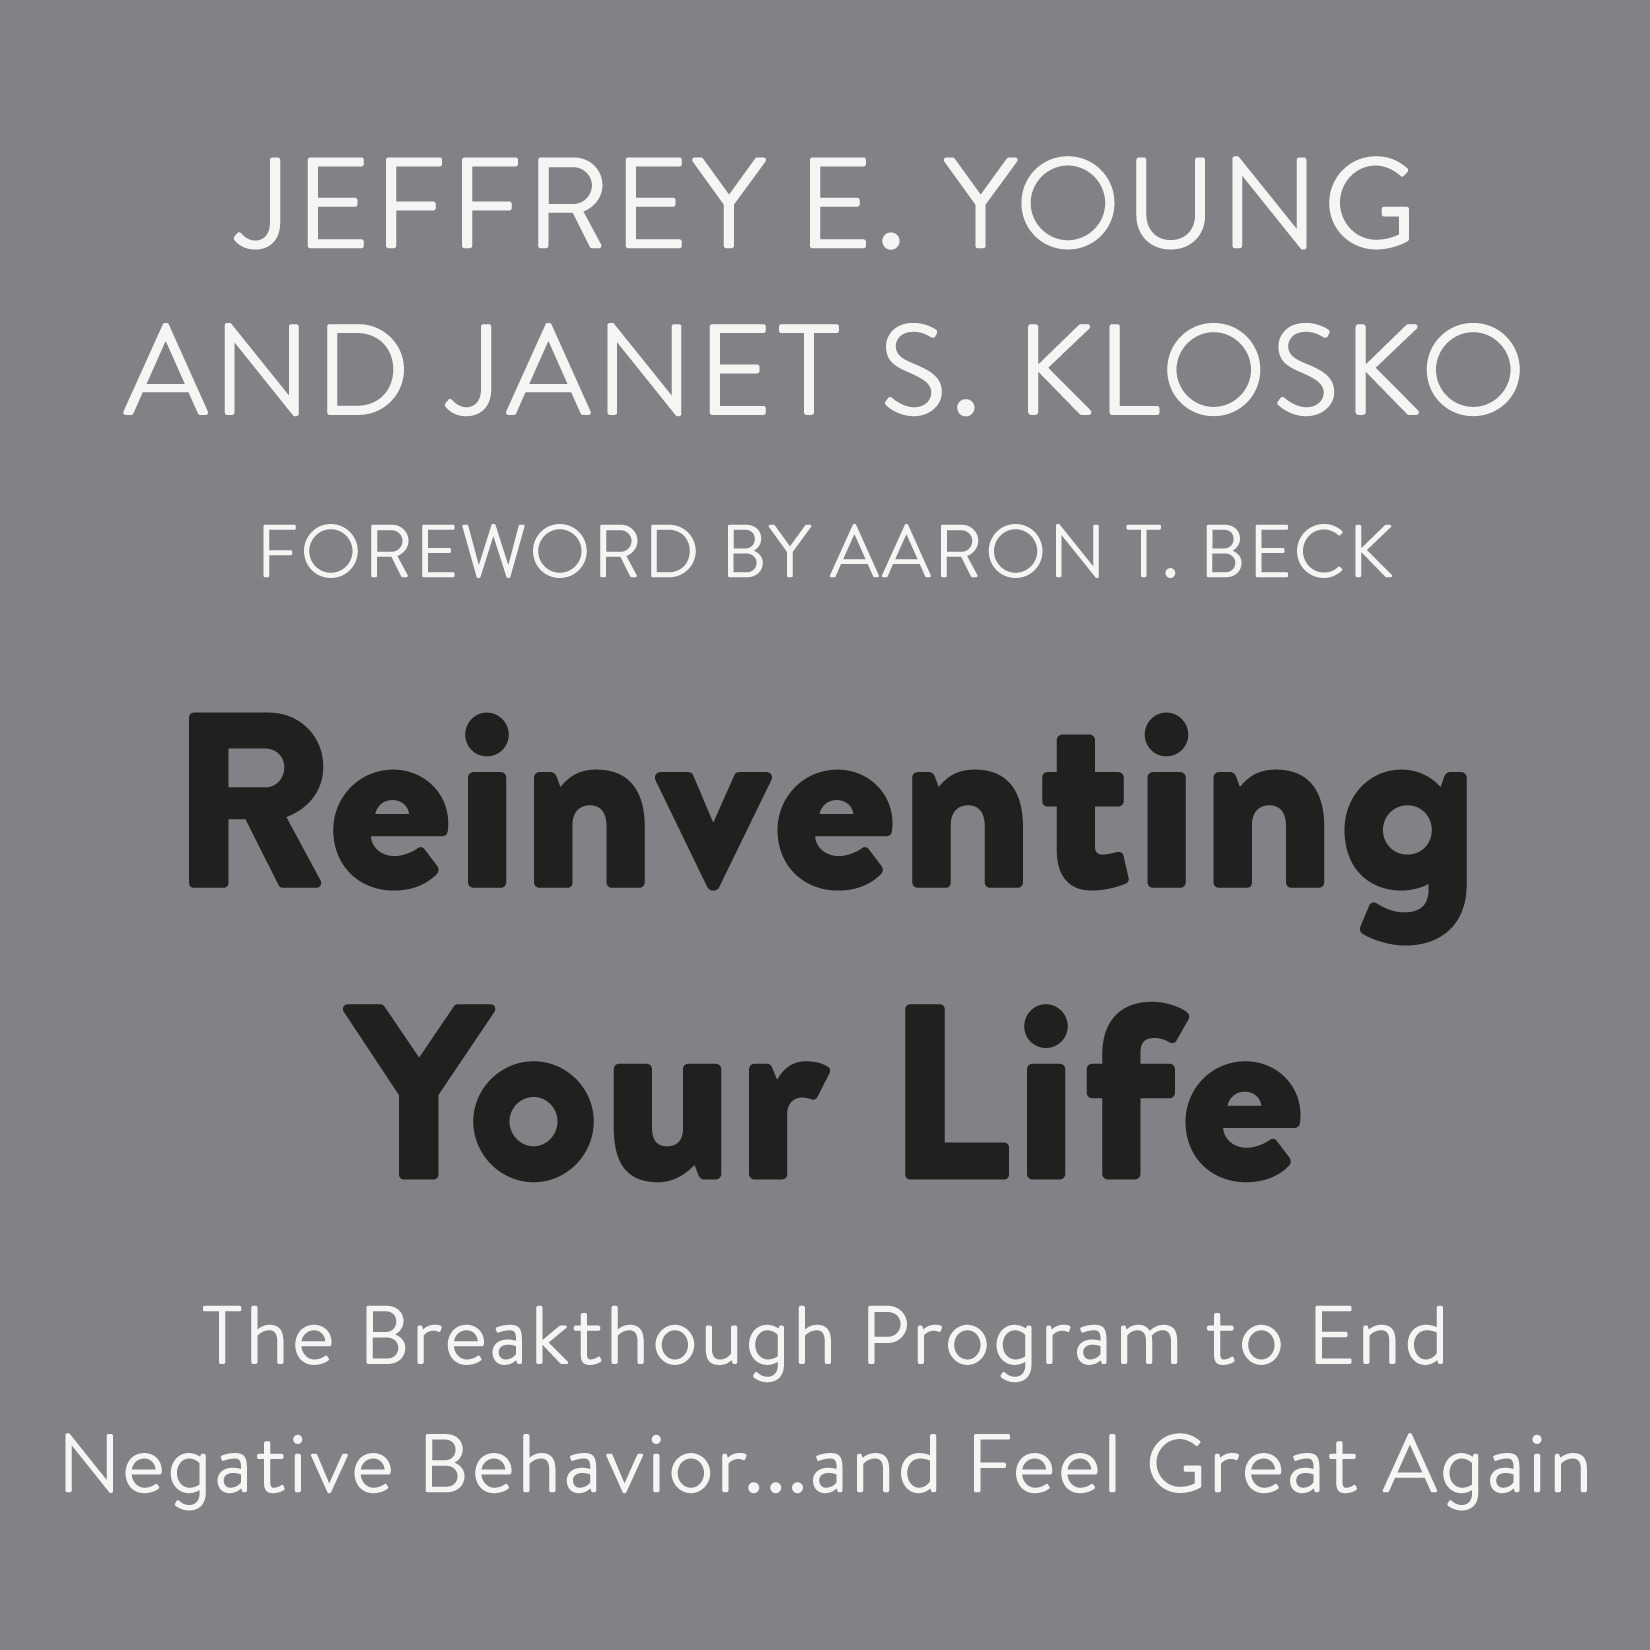 JEFFREY E. YOUNG
AND JANET S. KLOSKO
FOREWORD BY AARON T. BECK
Reinventing
Your Life
The Breakthough Program to End
Negative Behavior...and Feel Great Again